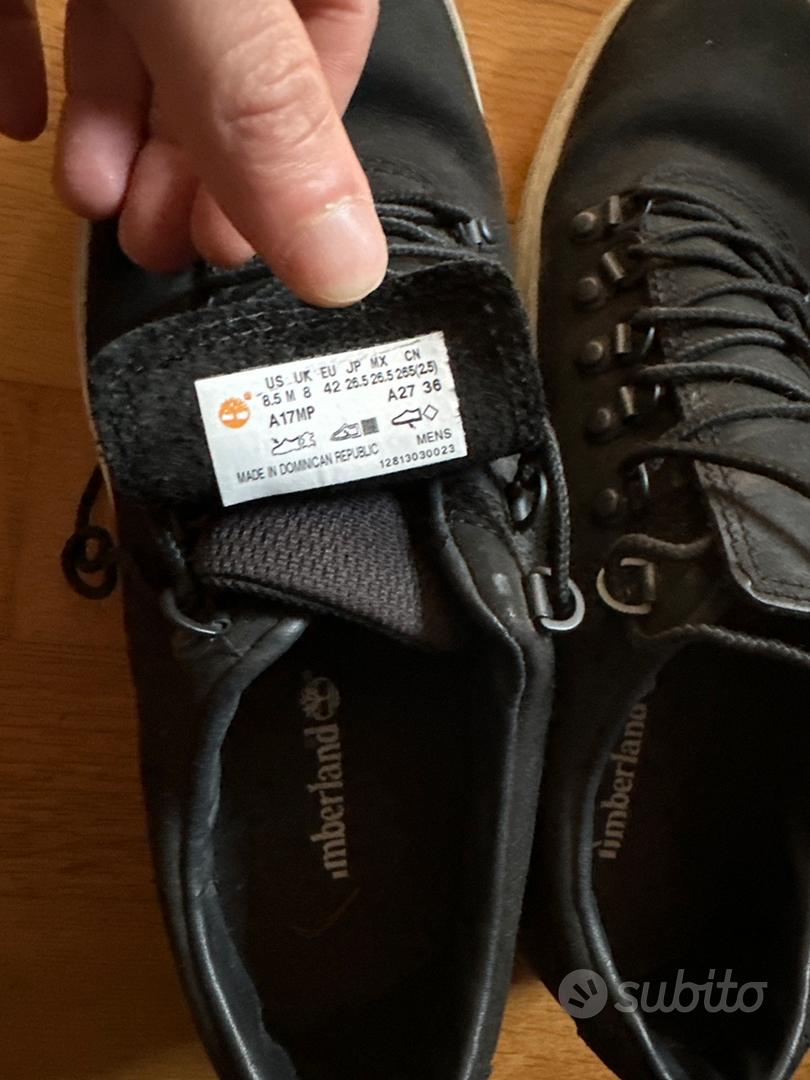 US UK EU JP MX CN
8.5 M 8 42 26.5 26.5 265(2.5)
A17MP A27 36
MENS
MADE IN DOMINICAN REPUBLIC 12813030023
imberland
Timberland
subito